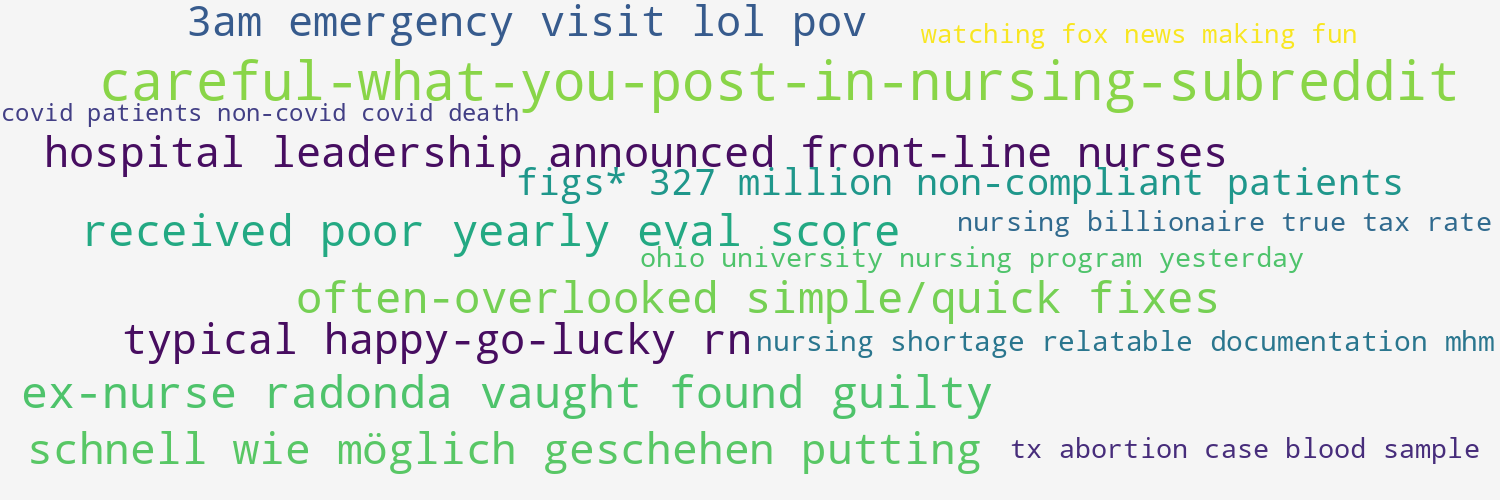 3am emergency visit lol pov
watching fox news making fun
careful-what-you-post-in-nursing-subreddit
covid patients non-covid covid death
hospital leadership announced front-line nurses
figs* 327 million non-compliant patients
received poor yearly eval score
nursing billionaire true tax rate
ohio university nursing program yesterday
often-overlooked simple/quick fixes
typical happy-go-lucky rn
nursing shortage relatable documentation mhm
ex-nurse radonda vaught found guilty
schnell wie möglich geschehen putting
tx abortion case blood sample